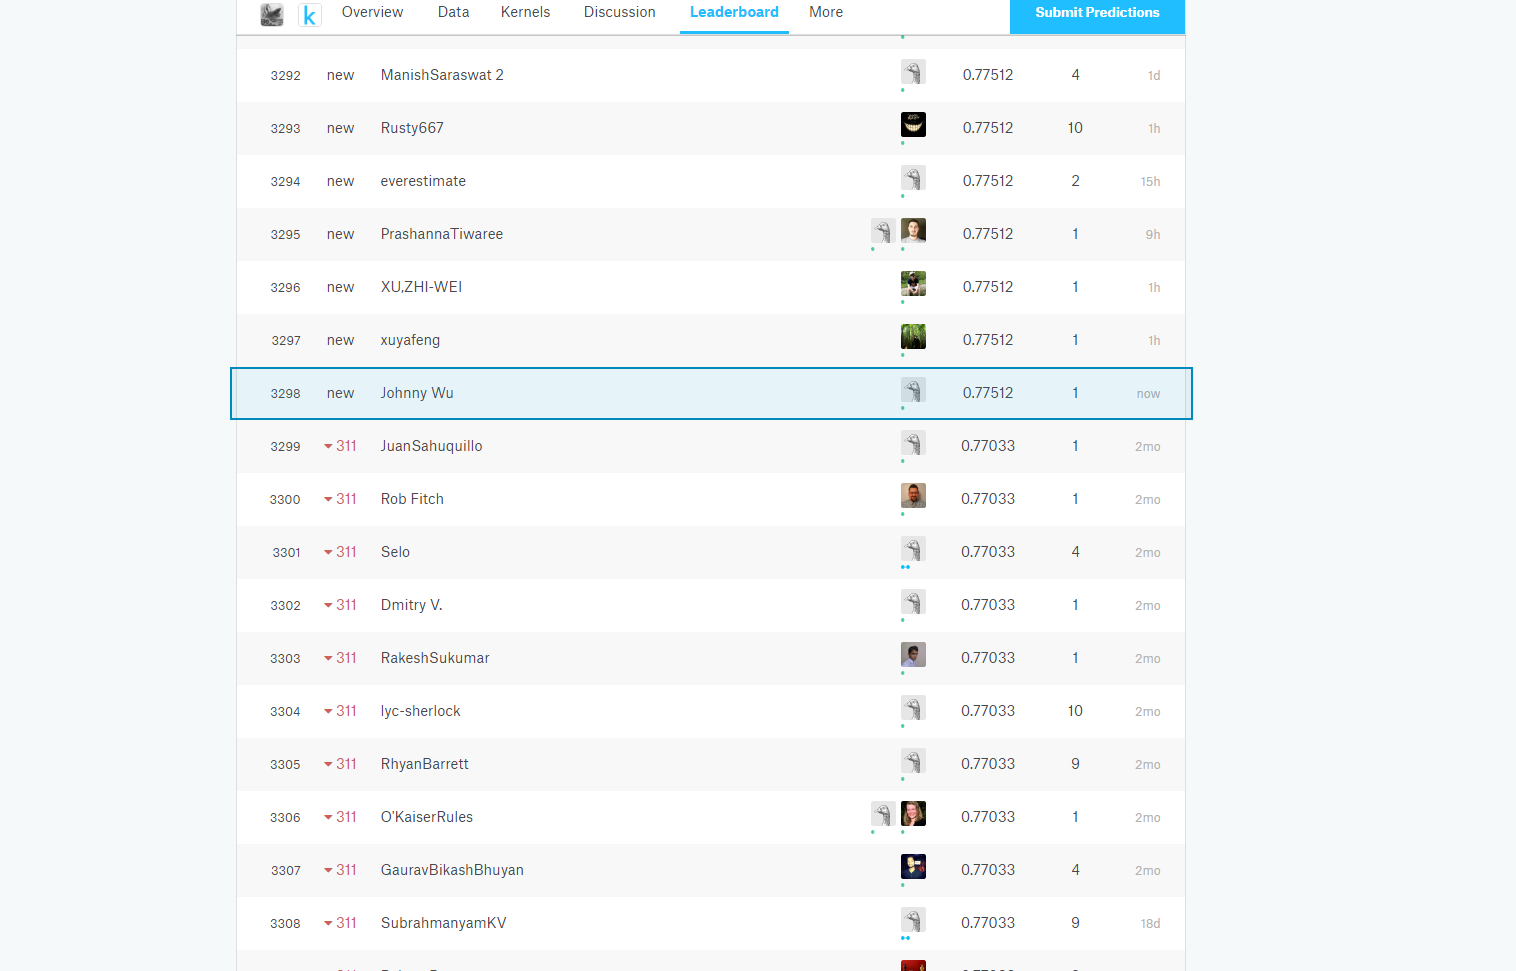 k Overview Data Kernels Discussion Leaderboard More Submit Predictions
3292 new ManishSaraswat 2 0.77512 4 1d
3293 new Rusty667 0.77512 10 1h
3294 new everestimate 0.77512 2 15h
3295 new PrashannaTiwaree 0.77512 1 9h
3296 new XU,ZHI-WEI 0.77512 1 1h
3297 new xuyafeng 0.77512 1 1h
3298 new Johnny Wu 0.77512 1 now
3299 311 JuanSahuquillo 0.77033 1 2mo
3300 311 Rob Fitch 0.77033 1 2mo
3301 311 Selo 0.77033 4 2mo
3302 311 Dmitry V. 0.77033 1 2mo
3303 311 RakeshSukumar 0.77033 1 2mo
3304 311 lyc-sherlock 0.77033 10 2mo
3305 311 RhyanBarrett 0.77033 9 2mo
3306 311 O'KaiserRules 0.77033 1 2mo
3307 311 GauravBikashBhuyan 0.77033 4 2mo
3308 311 SubrahmanyamKV 0.77033 9 18d